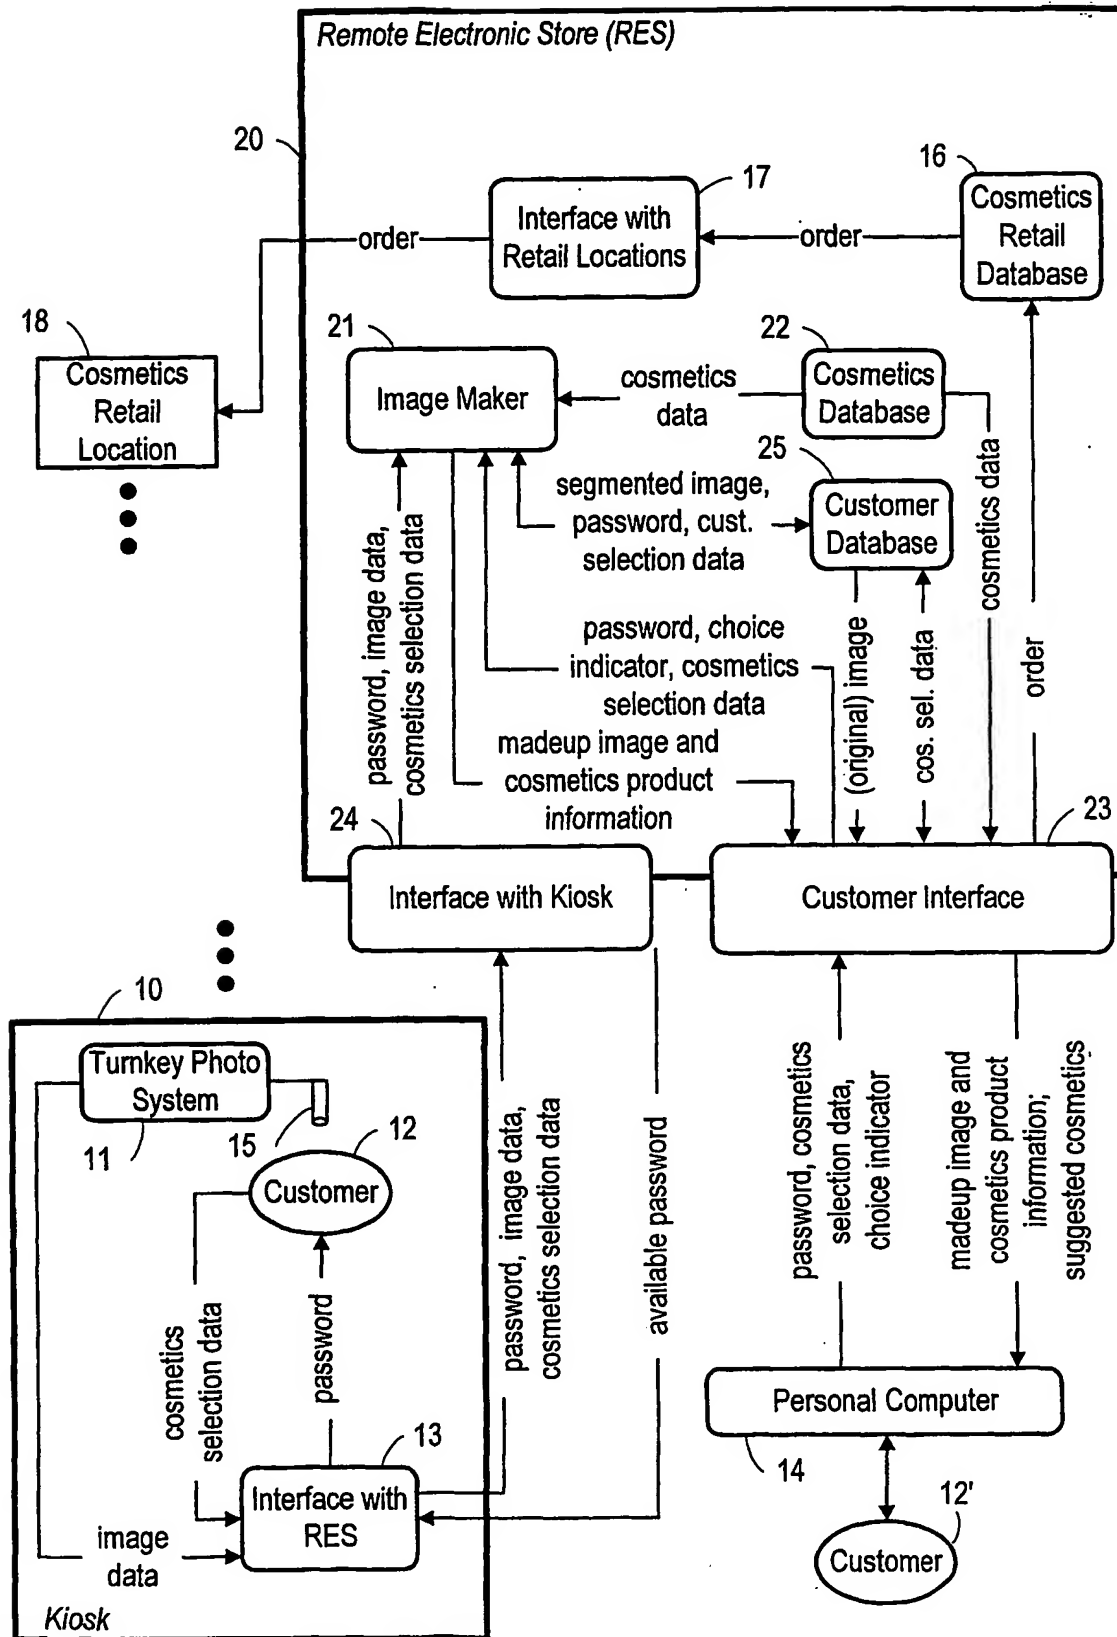 Remote Electronic Store (RES)
20
17
16
Interface with
Retail Locations
Cosmetics
Retail
Database
order
order
18
Cosmetics
Retail
Location
21
Image Maker
cosmetics
data
22
Cosmetics
Database
25
Customer
Database
segmented image,
password, cust.
selection data
password, image data,
cosmetics selection data
password, choice
indicator, cosmetics
selection data
madeup image and
cosmetics product
information
(original) image
cos. sel. data
cosmetics data
order
24
Interface with Kiosk
23
Customer Interface
10
Turnkey Photo
System
11
15
12
Customer
cosmetics
selection data
password
13
Interface with
RES
image
data
Kiosk
password, image data,
cosmetics selection data
available password
password, cosmetics
selection data,
choice indicator
madeup image and
cosmetics product
information;
suggested cosmetics
Personal Computer
14
12'
Customer